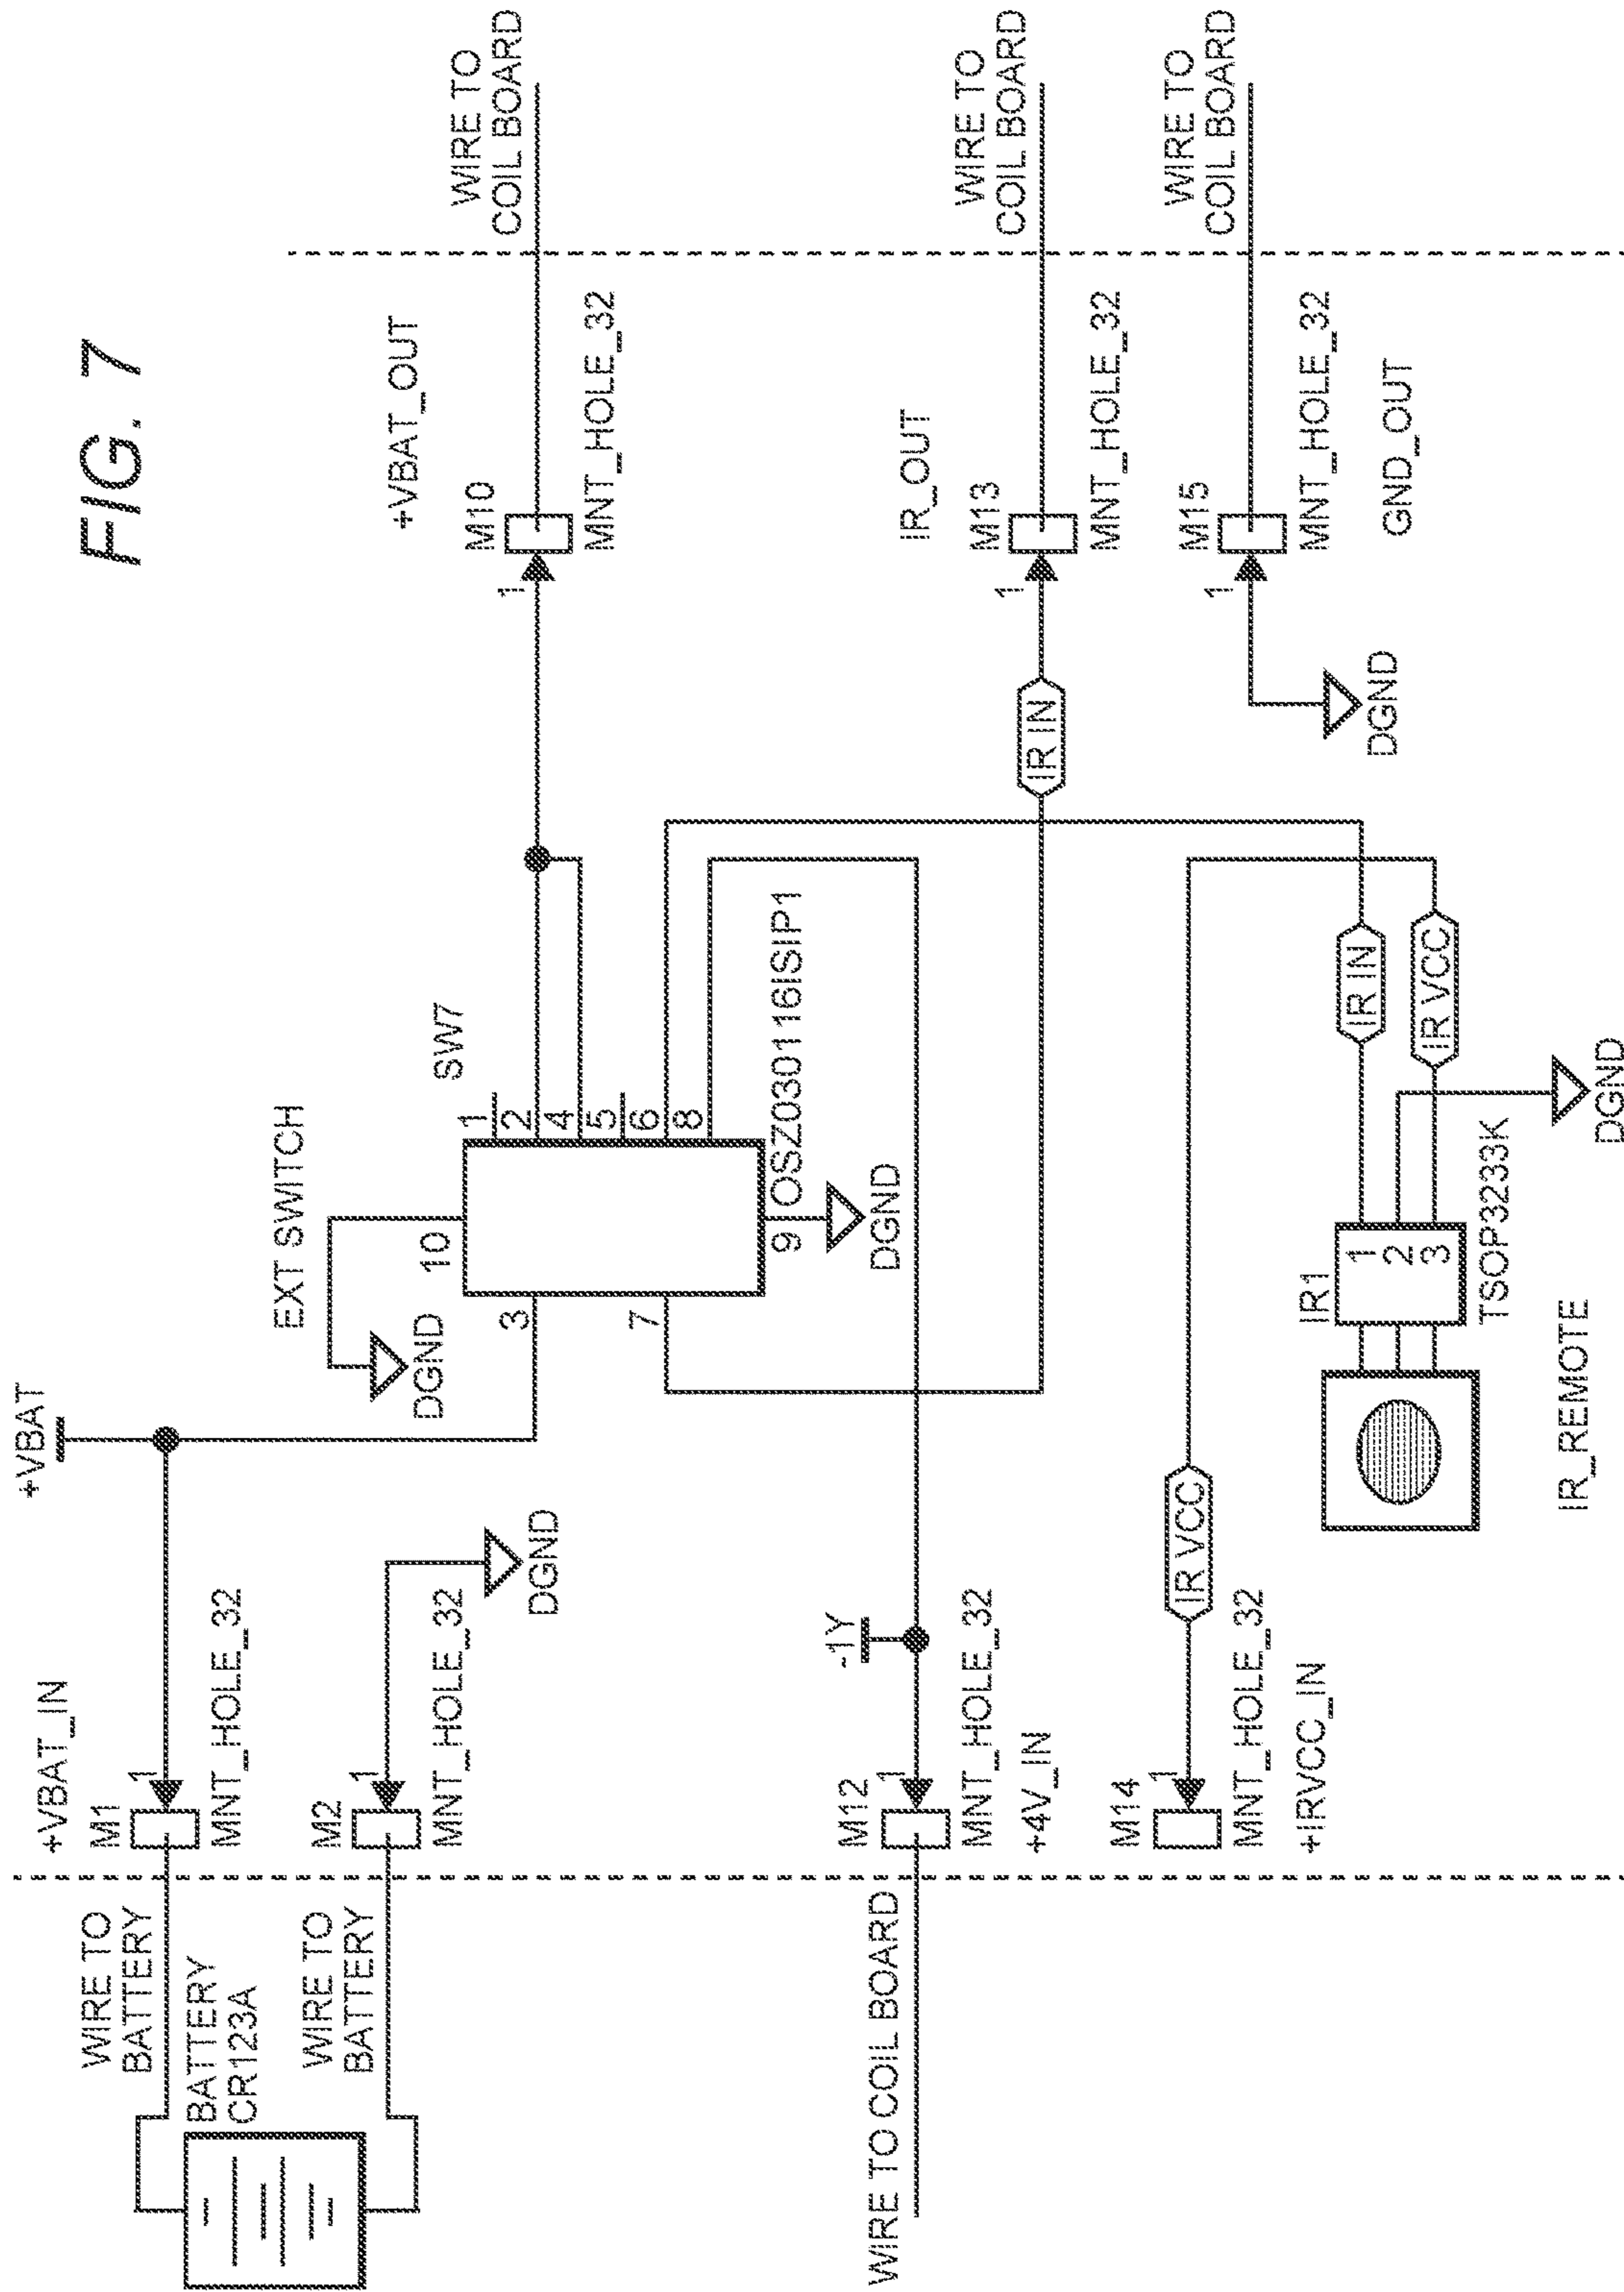 FIG. 7
+VBAT
+VBAT_IN
M1
1
MNT_HOLE_32
WIRE TO
BATTERY
BATTERY
CR123A
WIRE TO
BATTERY
M2
1
MNT_HOLE_32
DGND
EXT SWITCH
DGND
10
3
7
SW7
1
2
4
5
6
8
9
OSZ03116ISIP1
DGND
+VBAT_OUT
M10
1
MNT_HOLE_32
WIRE TO
COIL BOARD
WIRE TO COIL BOARD
M12
1
MNT_HOLE_32
+4V_IN
-1Y
IR_OUT
IR IN
M13
1
MNT_HOLE_32
WIRE TO
COIL BOARD
M14
1
MNT_HOLE_32
+IRVCC_IN
IR VCC
M15
1
MNT_HOLE_32
GND_OUT
DGND
WIRE TO
COIL BOARD
IR1
1
2
3
TSOP3233K
IR_REMOTE
IR IN
IR VCC
DGND